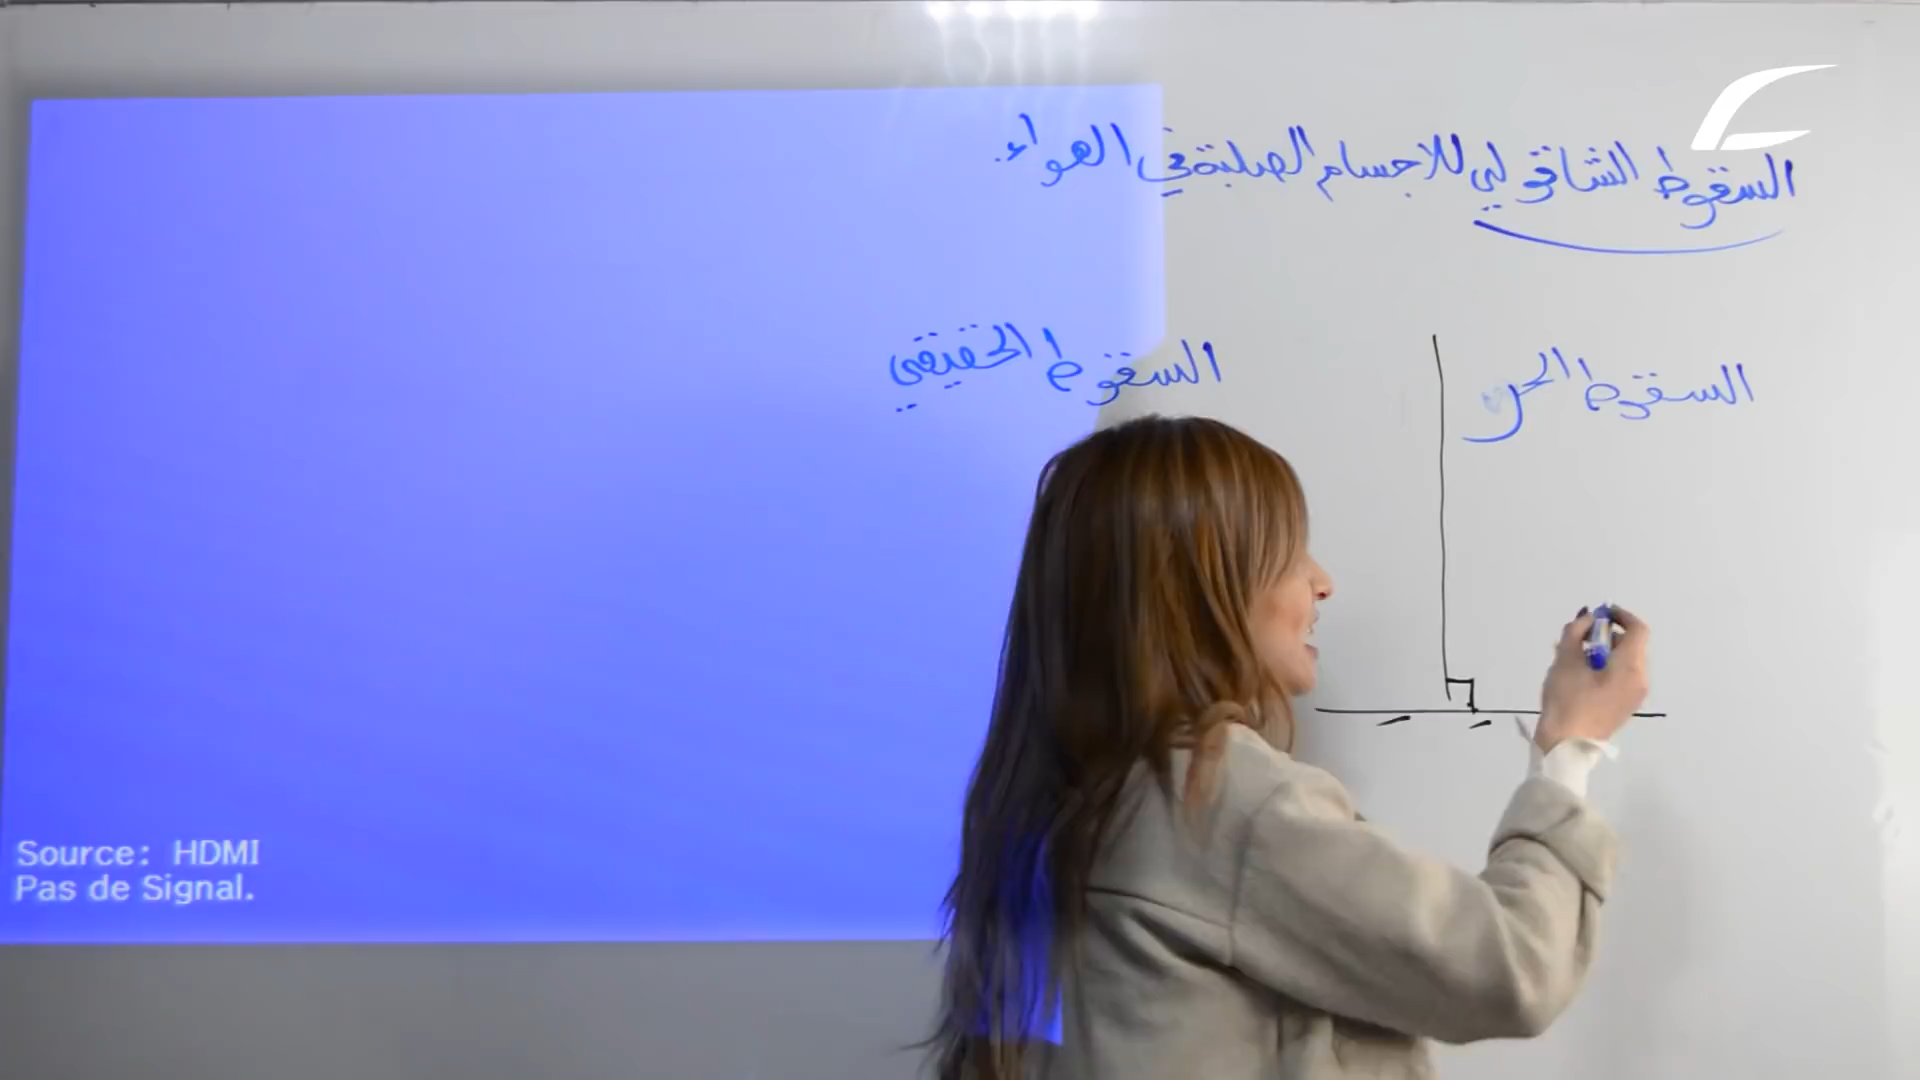 السقوط الشاقولي للاجسام الصلبة في الهواء.
السقوط الحر
السقوط الحقيقي
Source: HDMI
Pas de Signal.